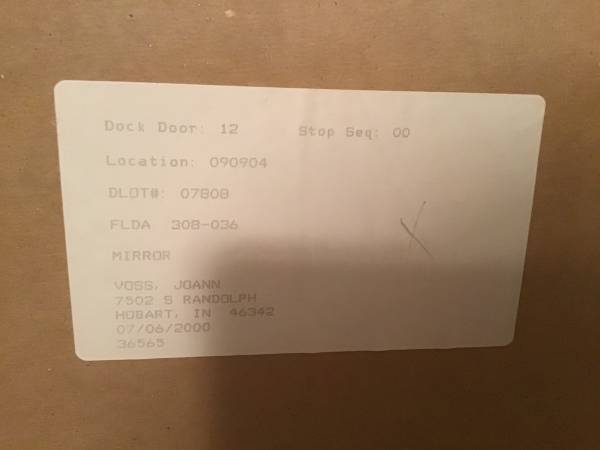 Dock Door: 12 Stop Seq: 00
Location: 090904
DLOT#: 07808
FLDA 308-036
MIRROR
VOSS, JOANN
7502 S RANDOLPH
HOBART, IN 46342
07/06/2000
36565